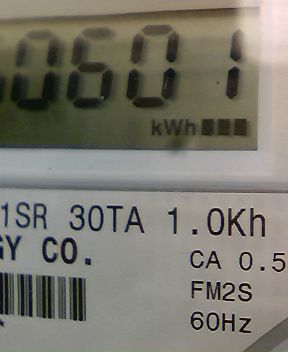 0601
kWh
1SR 30TA 1.0Kh
GY CO.
CA 0.5
FM2S
60Hz